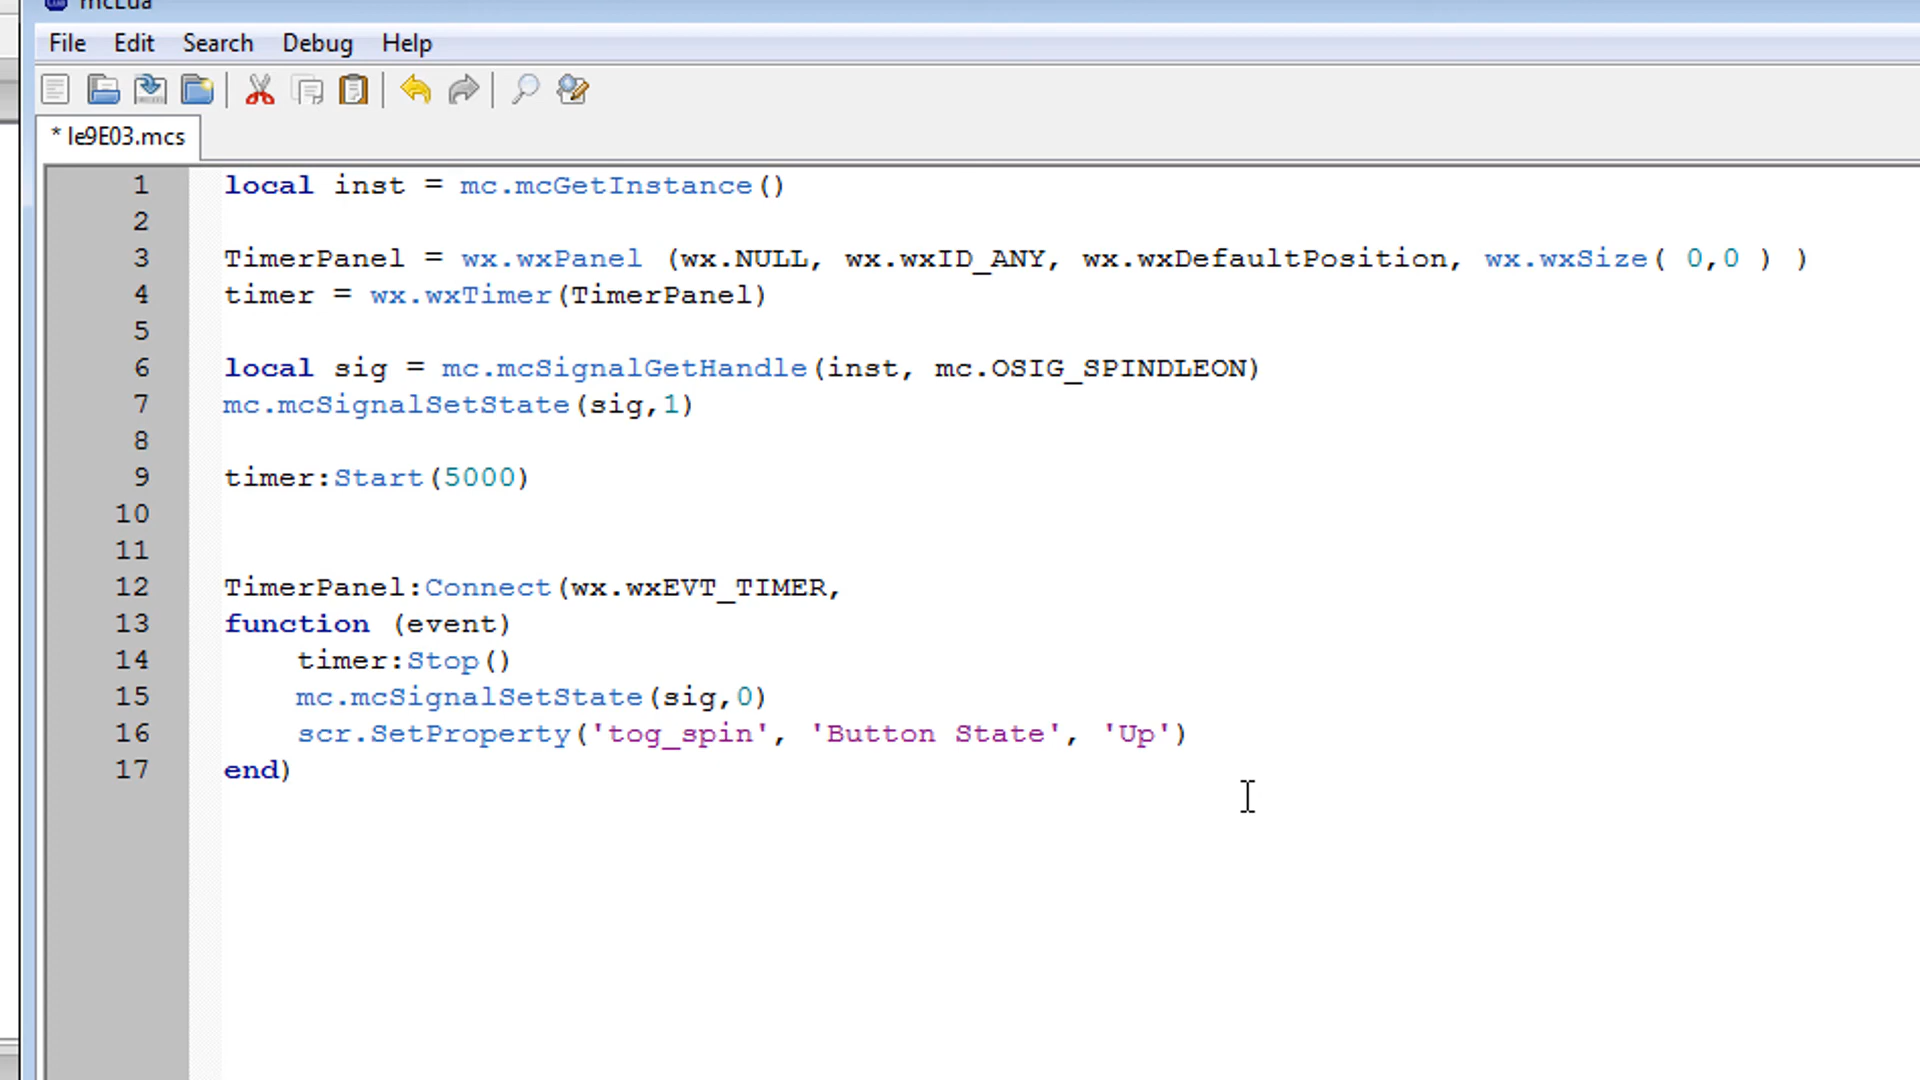 mcLua
File Edit Search Debug Help
* le9E03.mcs
1 local inst = mc.mcGetInstance()
2
3 TimerPanel = wx.wxPanel (wx.NULL, wx.wxID_ANY, wx.wxDefaultPosition, wx.wxSize( 0,0 ) )
4 timer = wx.wxTimer(TimerPanel)
5
6 local sig = mc.mcSignalGetHandle(inst, mc.OSIG_SPINDLEON)
7 mc.mcSignalSetState(sig,1)
8
9 timer:Start(5000)
10
11
12 TimerPanel:Connect(wx.wxEVT_TIMER,
13 function (event)
14     timer:Stop()
15     mc.mcSignalSetState(sig,0)
16     scr.SetProperty('tog_spin', 'Button State', 'Up')
17 end)